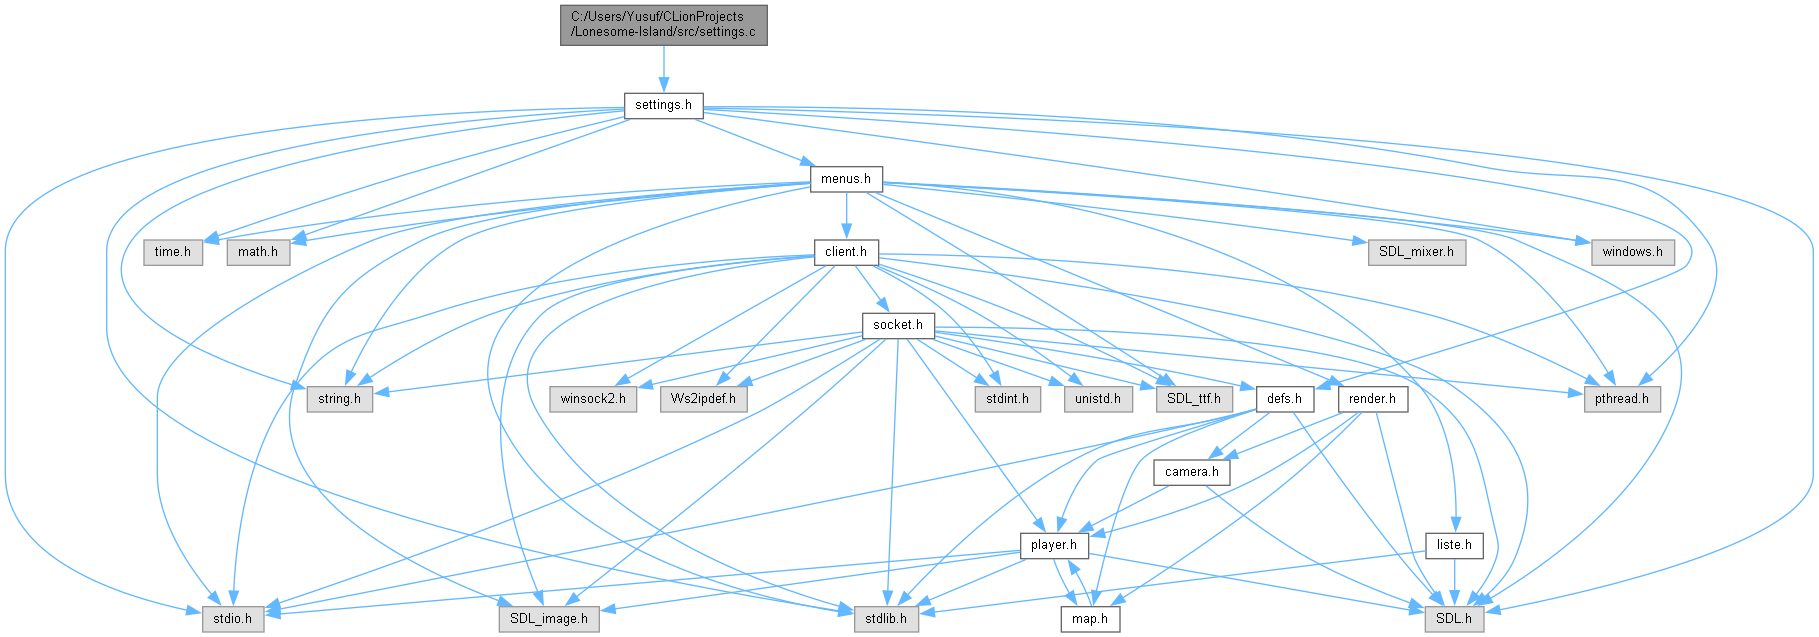 C:/Users/Yusuf/CLionProjects
/Lonesome-Island/src/settings.c
settings.h
menus.h
time.h
math.h
client.h
SDL_mixer.h
windows.h
socket.h
string.h
winsock2.h
Ws2ipdef.h
stdint.h
unistd.h
SDL_ttf.h
defs.h
render.h
pthread.h
camera.h
player.h
liste.h
stdio.h
SDL_image.h
stdlib.h
map.h
SDL.h